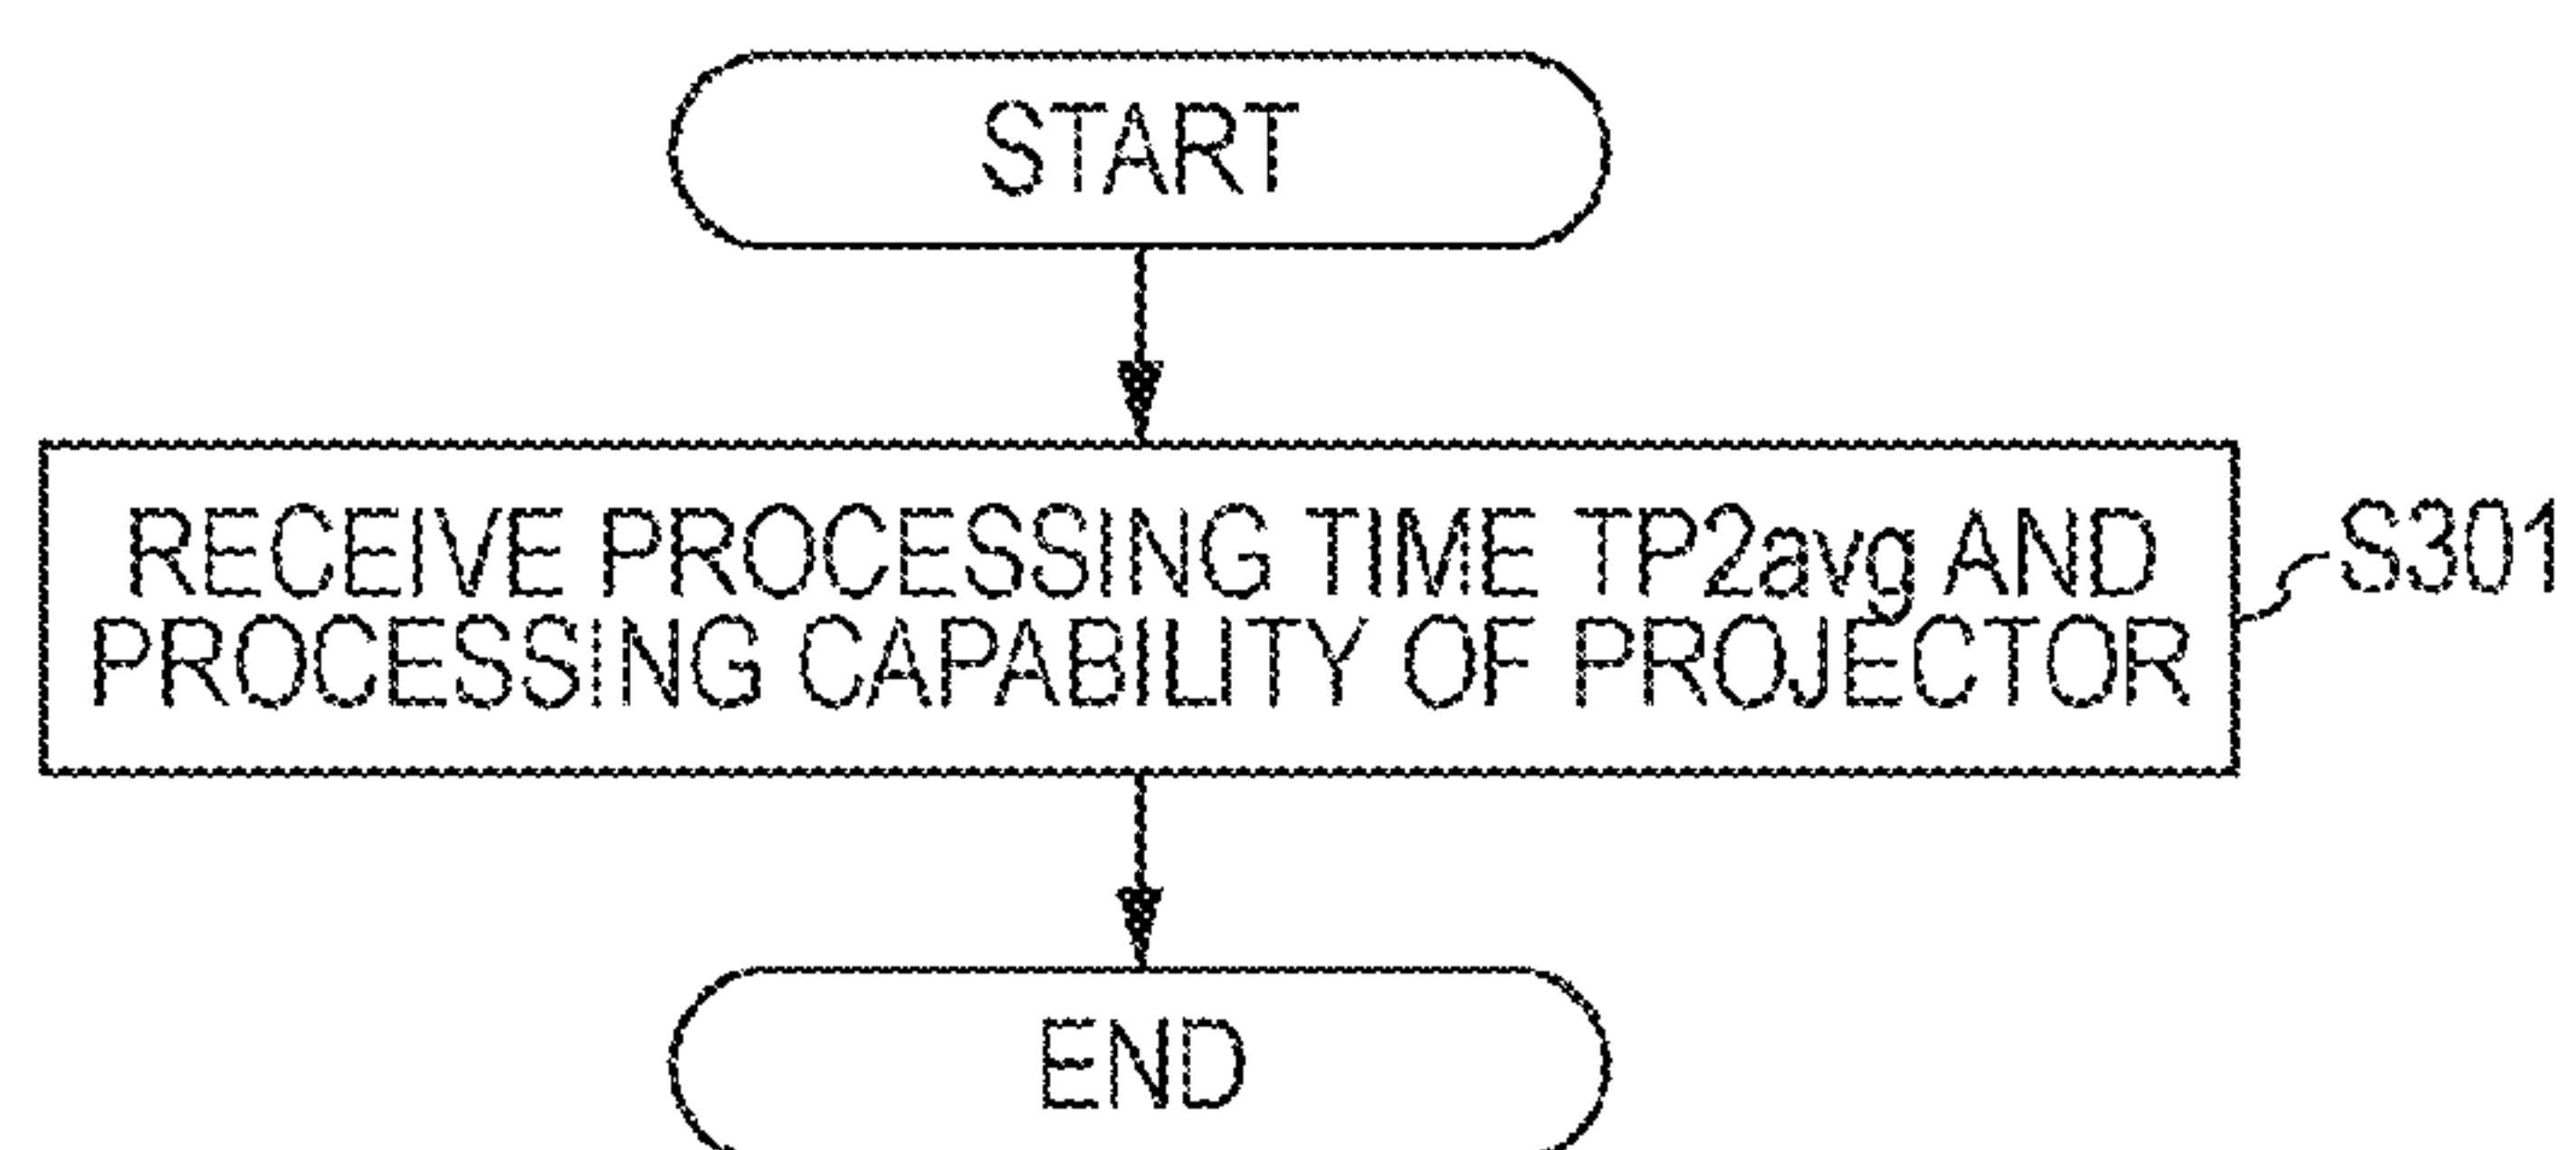 START
RECEIVE PROCESSING TIME TP2avg AND
PROCESSING CAPABILITY OF PROJECTOR
S301
END